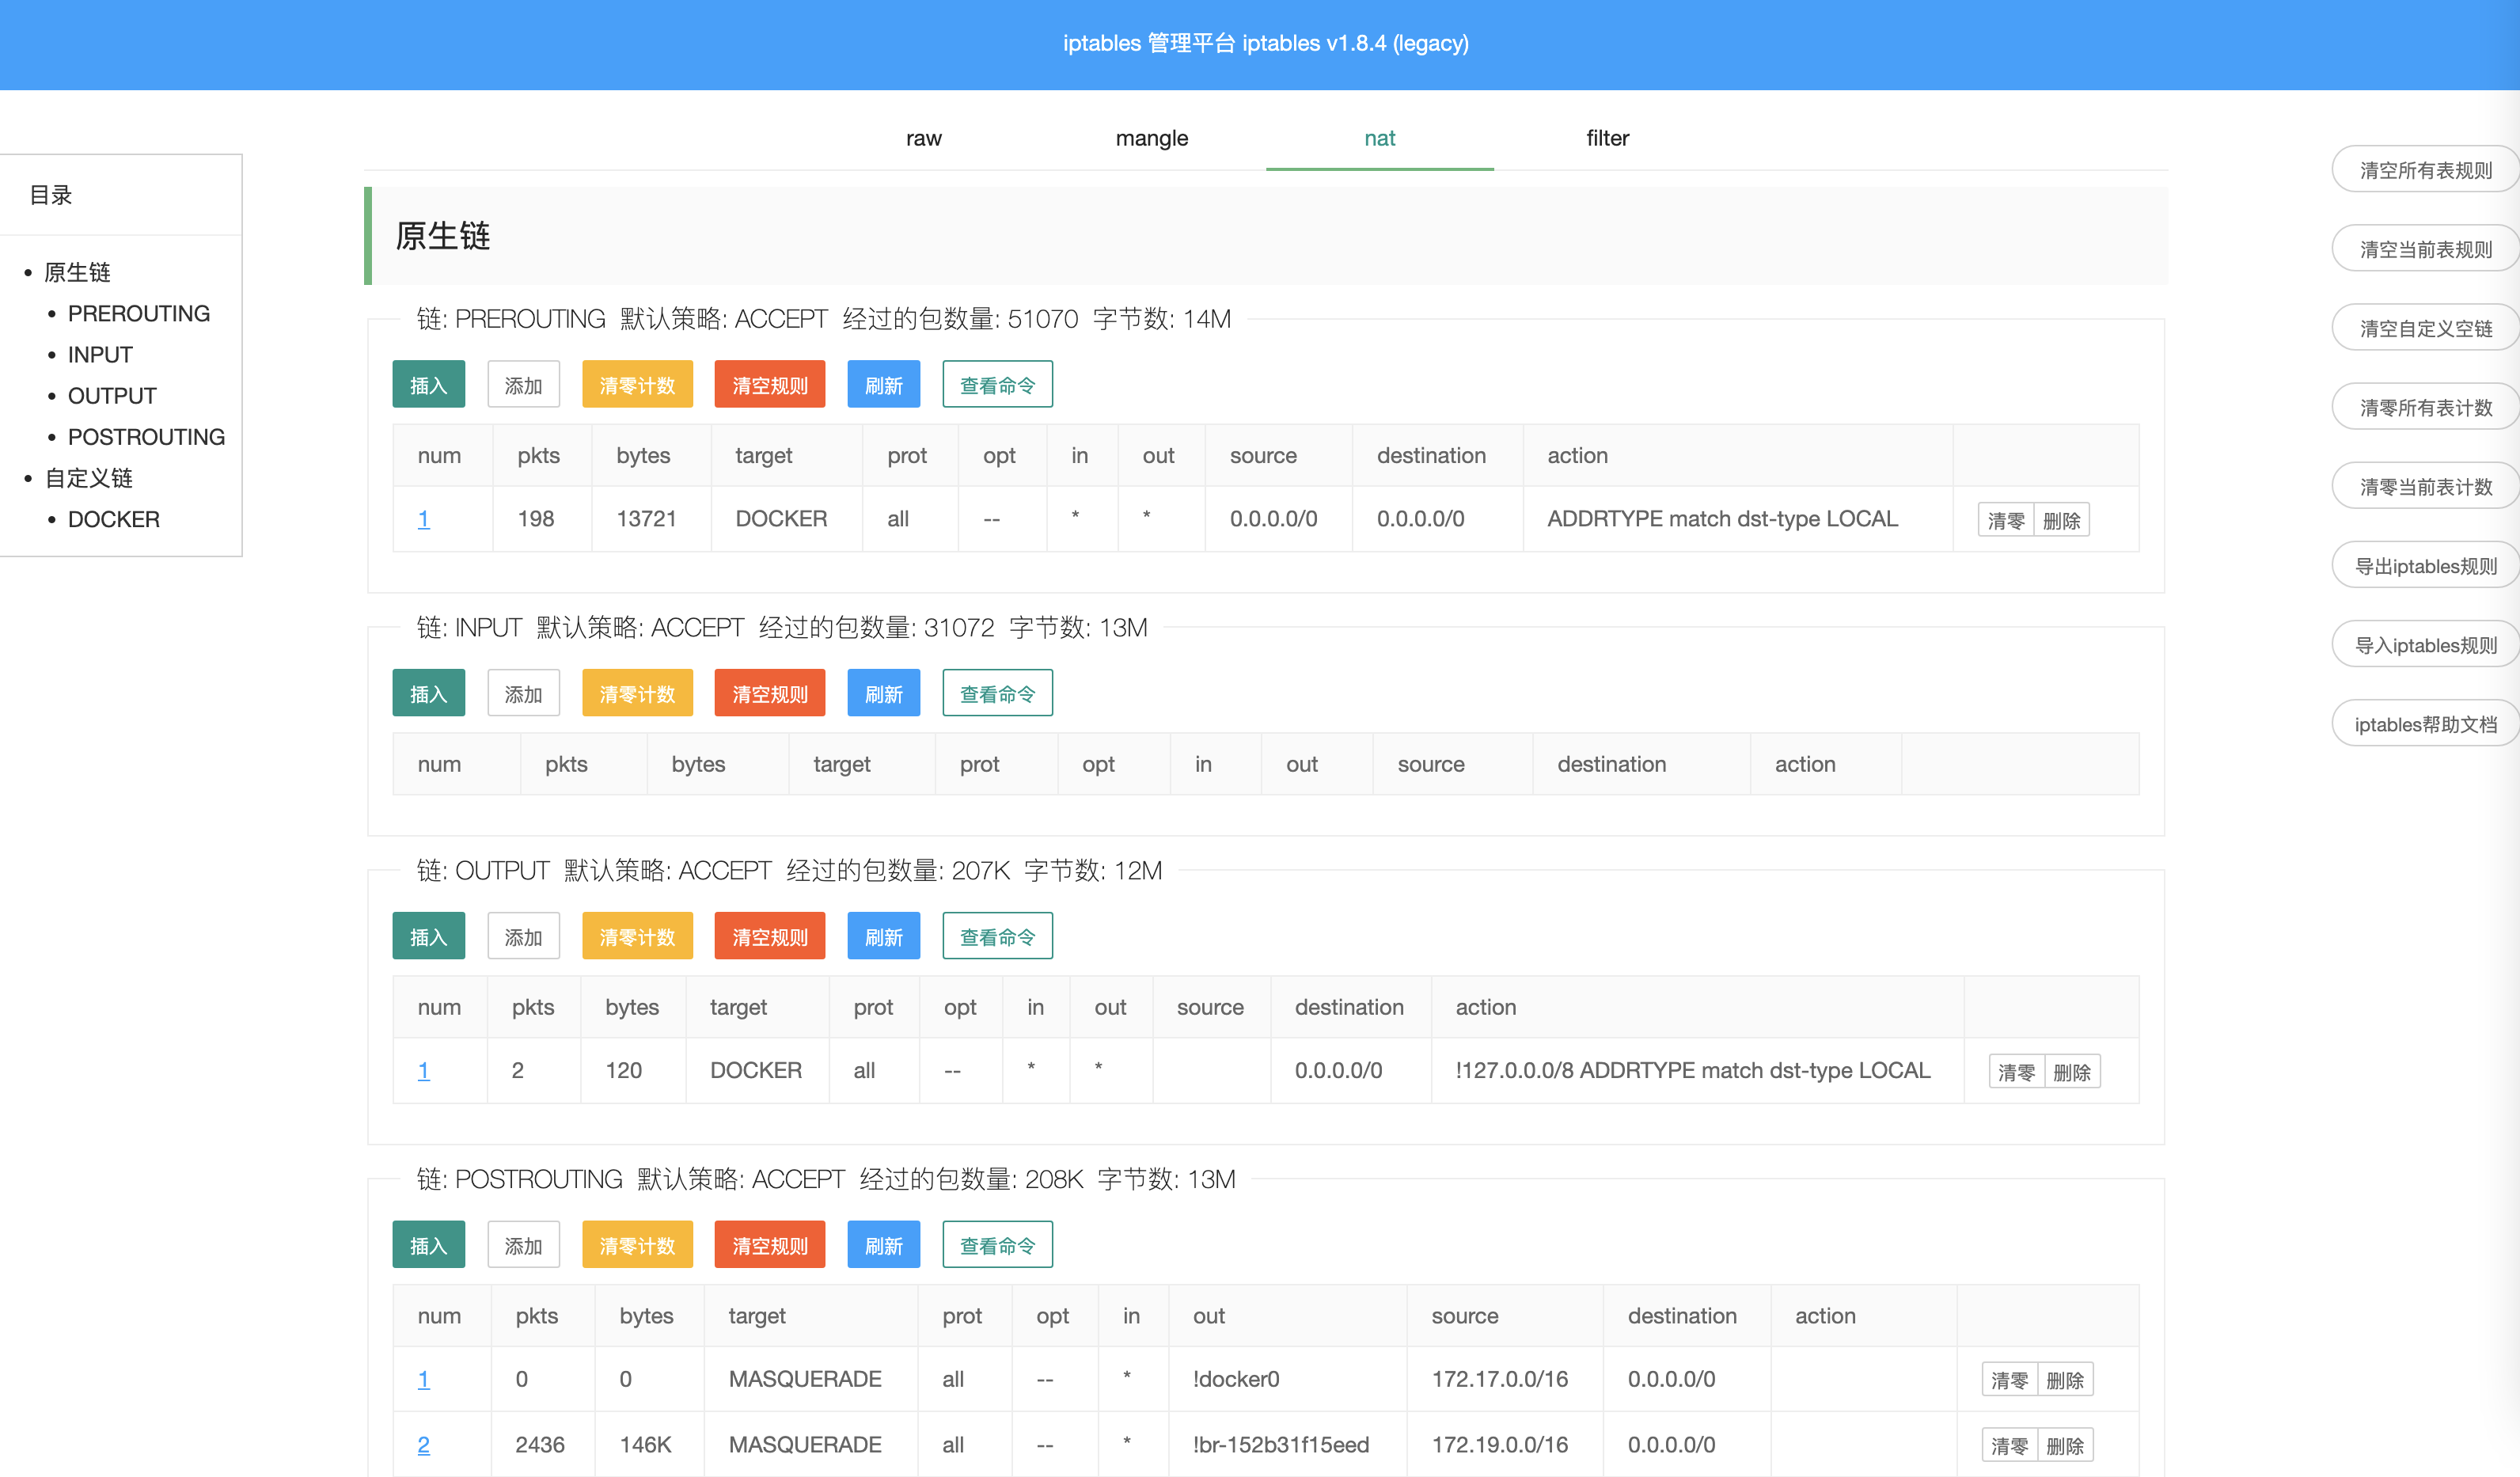 iptables 管理平台 iptables v1.8.4 (legacy)
raw mangle nat filter
目录
原生链
PREROUTING
INPUT
OUTPUT
POSTROUTING
自定义链
DOCKER
原生链
链: PREROUTING 默认策略: ACCEPT 经过的包数量: 51070 字节数: 14M
插入 添加 清零计数 清空规则 刷新 查看命令
num pkts bytes target prot opt in out source destination action
1 198 13721 DOCKER all -- * * 0.0.0.0/0 0.0.0.0/0 ADDRTYPE match dst-type LOCAL 清零 删除
链: INPUT 默认策略: ACCEPT 经过的包数量: 31072 字节数: 13M
插入 添加 清零计数 清空规则 刷新 查看命令
num pkts bytes target prot opt in out source destination action
链: OUTPUT 默认策略: ACCEPT 经过的包数量: 207K 字节数: 12M
插入 添加 清零计数 清空规则 刷新 查看命令
num pkts bytes target prot opt in out source destination action
1 2 120 DOCKER all -- * * 0.0.0.0/0 !127.0.0.0/8 ADDRTYPE match dst-type LOCAL 清零 删除
链: POSTROUTING 默认策略: ACCEPT 经过的包数量: 208K 字节数: 13M
插入 添加 清零计数 清空规则 刷新 查看命令
num pkts bytes target prot opt in out source destination action
1 0 0 MASQUERADE all -- * !docker0 172.17.0.0/16 0.0.0.0/0 清零 删除
2 2436 146K MASQUERADE all -- * !br-152b31f15eed 172.19.0.0/16 0.0.0.0/0 清零 删除
清空所有表规则
清空当前表规则
清空自定义空链
清零所有表计数
清零当前表计数
导出iptables规则
导入iptables规则
iptables帮助文档